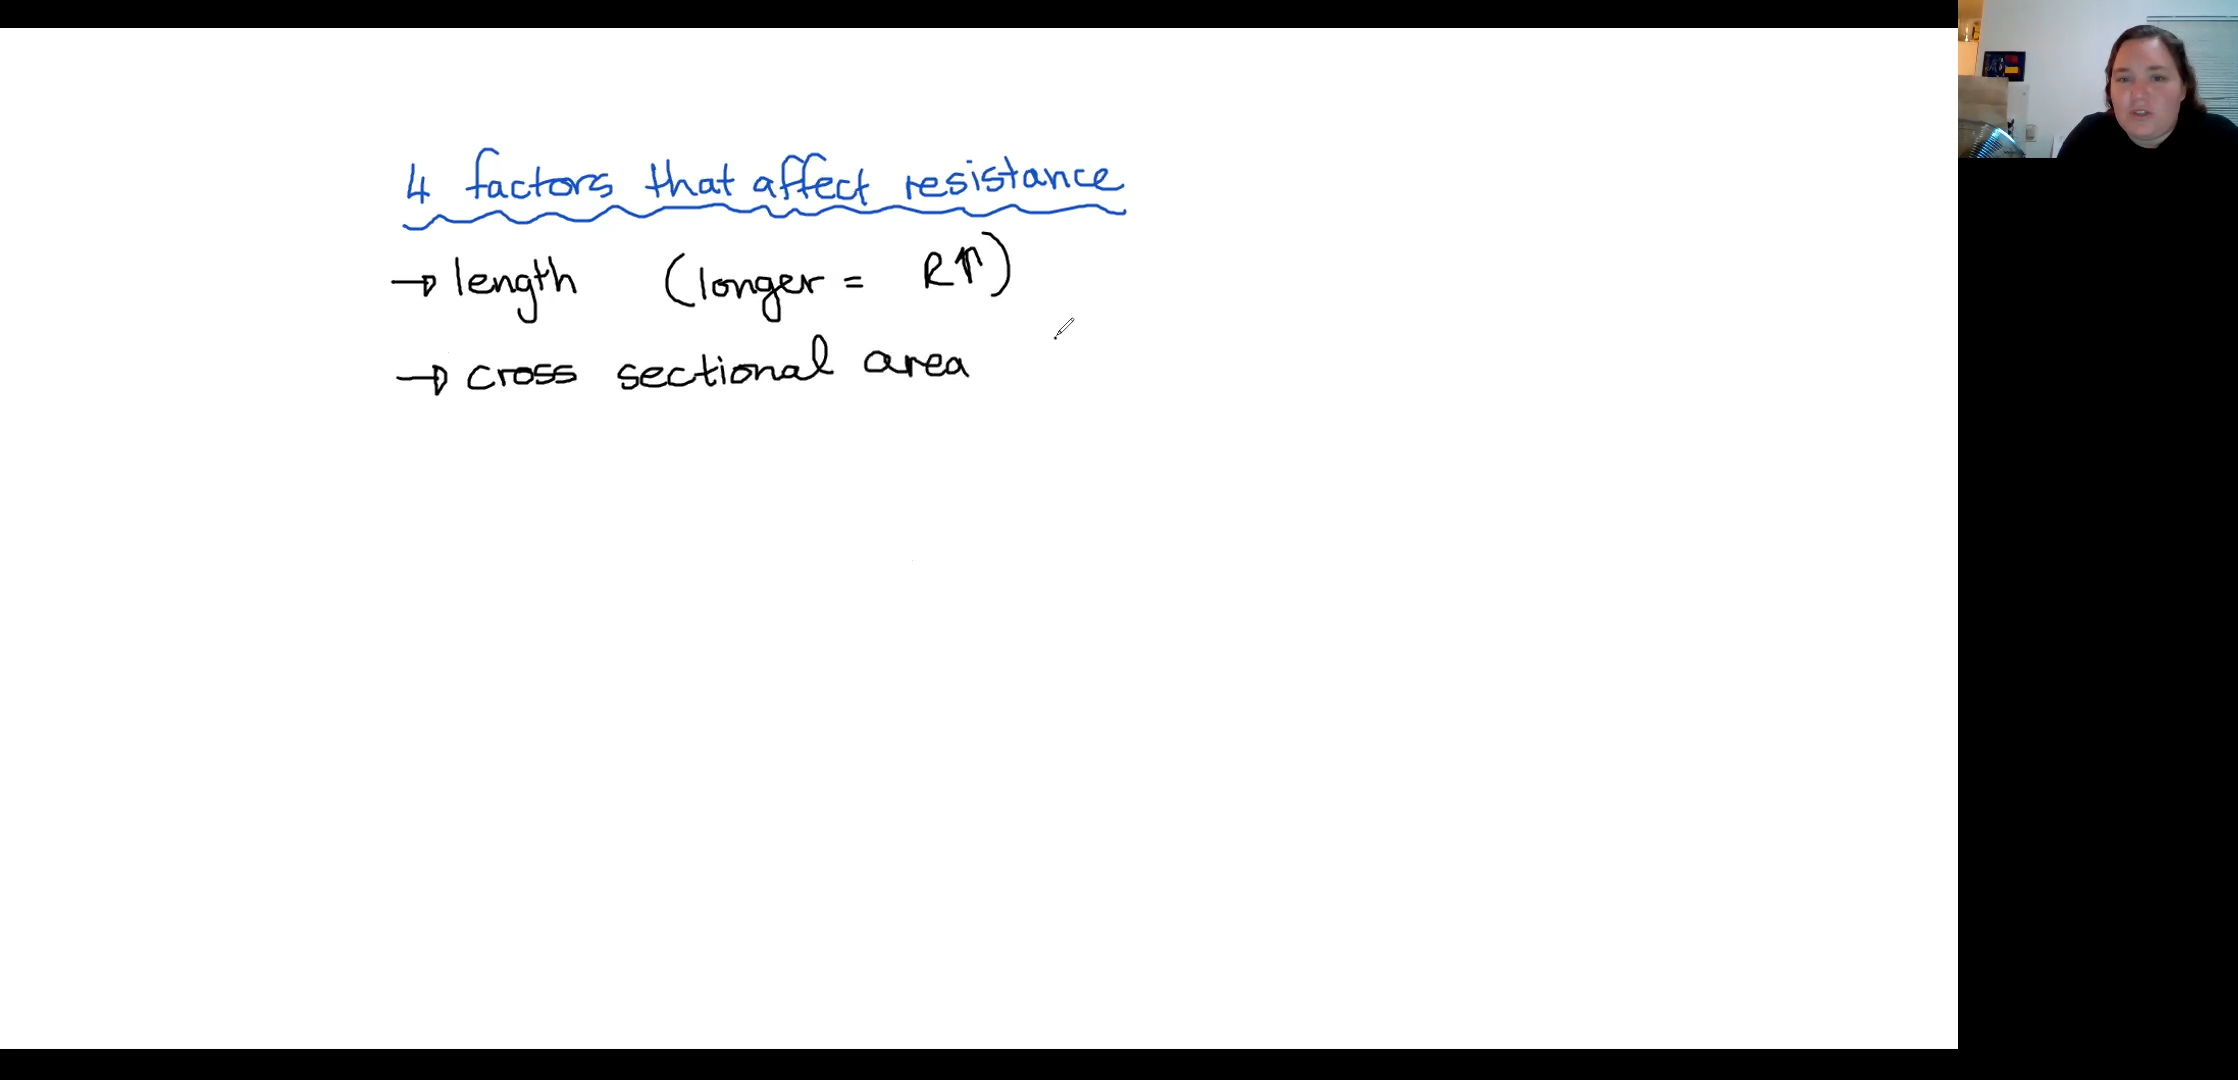 4 factors that affect resistance
→ length (longer = R↑)
→ cross sectional area